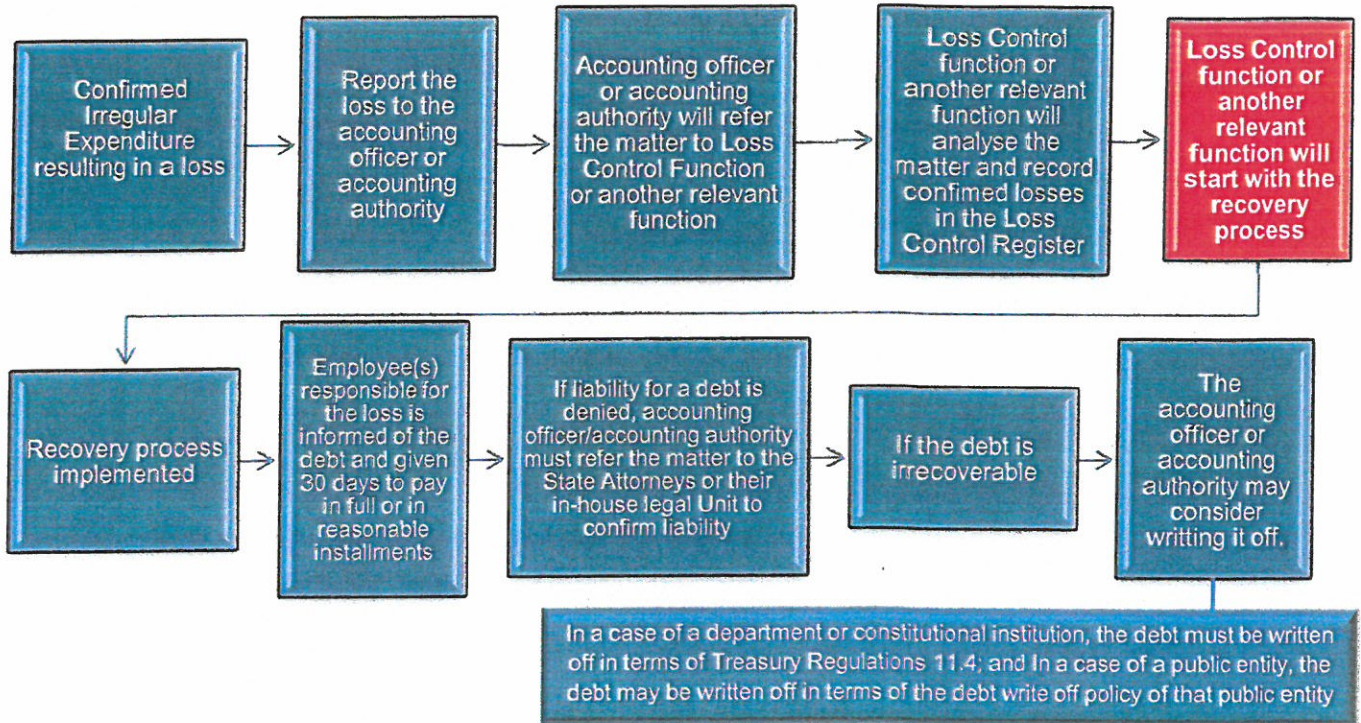 Confirmed
Irregular
Expenditure
resulting in a loss
Report the
loss to the
accounting
officer or
accounting
authority
Accounting officer
or accounting
authority will refer
the matter to Loss
Control Function
or another relevant
function
Loss Control
function or
another relevant
function will
analyse the
matter and record
confimed losses
in the Loss
Control Register
Loss Control
function or
another
relevant
function will
start with the
recovery
process
Recovery process
implemented
Employee(s)
responsible for
the loss is
informed of the
debt and given
30 days to pay
in full or in
reasonable
installments
If liability for a debt is
denied, accounting
officer/accounting authority
must refer the matter to the
State Attorneys or their
in-house legal Unit to
confirm liability
If the debt is
irrecoverable
The
accounting
officer or
accounting
authority may
consider
writting it off.
In a case of a department or constitutional institution, the debt must be written
off in terms of Treasury Regulations 11.4; and In a case of a public entity, the
debt may be written off in terms of the debt write off policy of that public entity